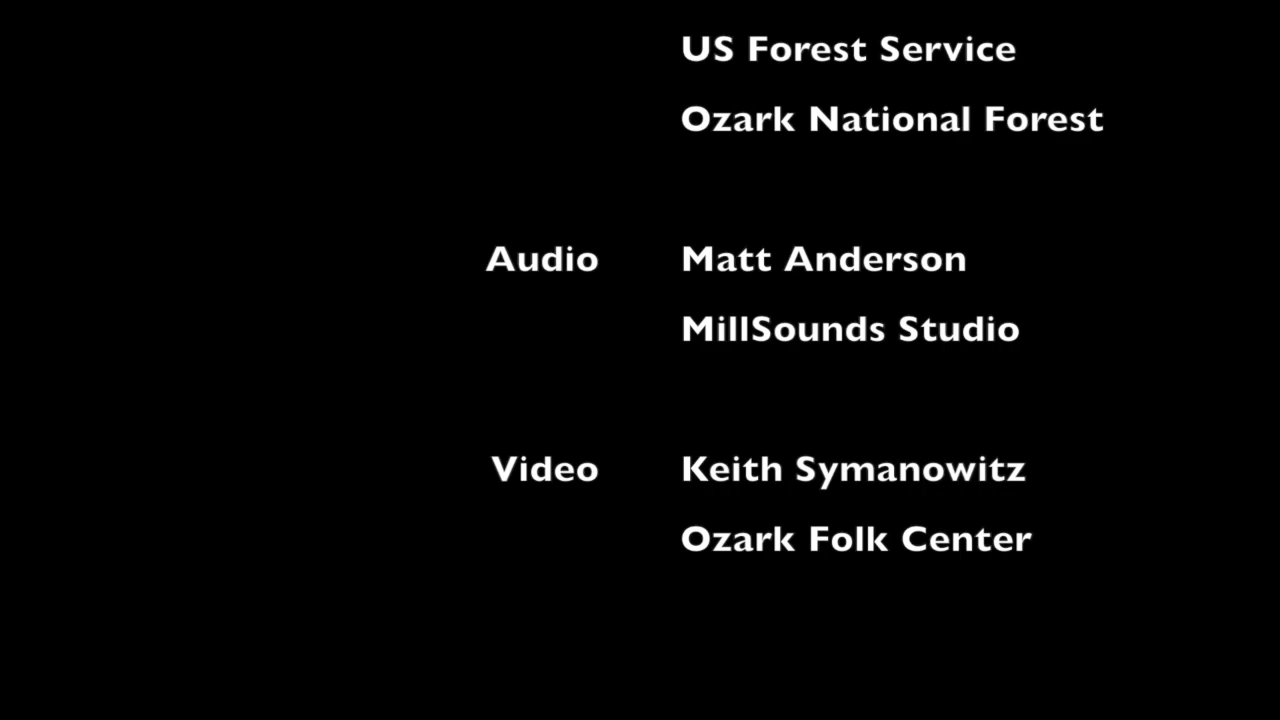 US Forest Service
Ozark National Forest
Audio Matt Anderson
MillSounds Studio
Video Keith Symanowitz
Ozark Folk Center